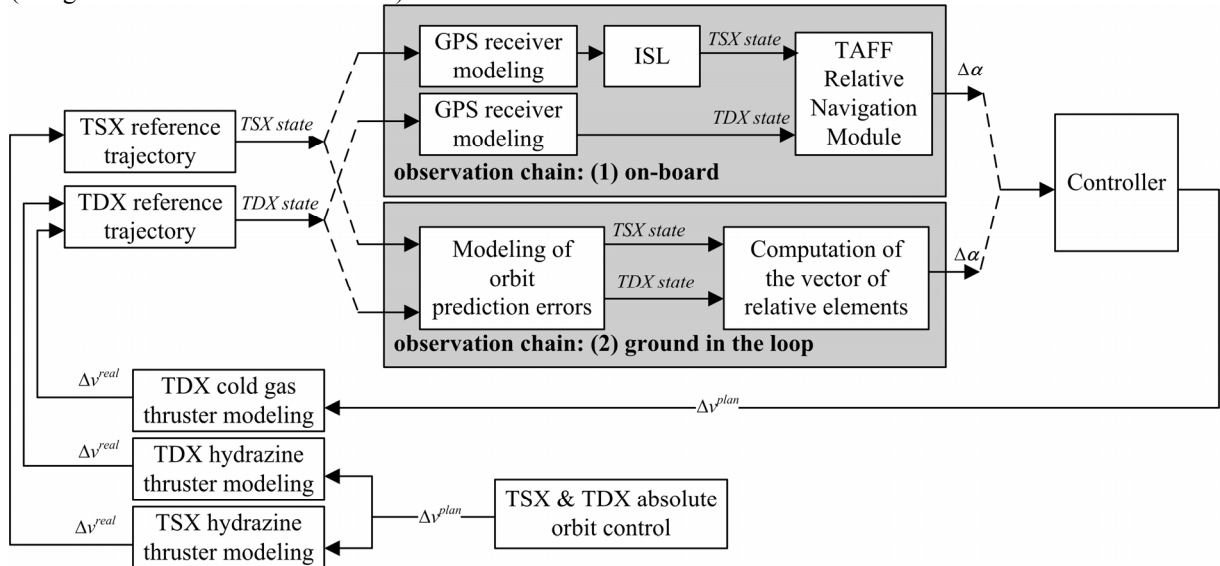 GPS receiver
modeling
ISL
TSX state
TAFF
Relative
Navigation
Module
Δα
GPS receiver
modeling
TDX state
observation chain: (1) on-board
TSX reference
trajectory
TSX state
TDX reference
trajectory
TDX state
Controller
Modeling of
orbit
prediction errors
TSX state
TDX state
Computation of
the vector of
relative elements
Δα
observation chain: (2) ground in the loop
Δv^real
TDX cold gas
thruster modeling
Δv^plan
Δv^real
TDX hydrazine
thruster modeling
Δv^real
TSX hydrazine
thruster modeling
Δv^plan
TSX & TDX absolute
orbit control